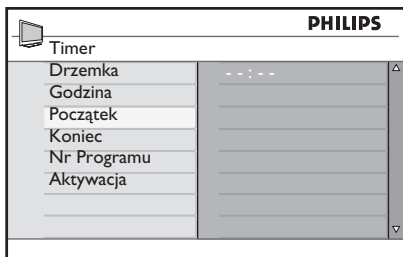 PHILIPS
Timer
Drzemka
- - : - -
Godzina
Początek
Koniec
Nr Programu
Aktywacja